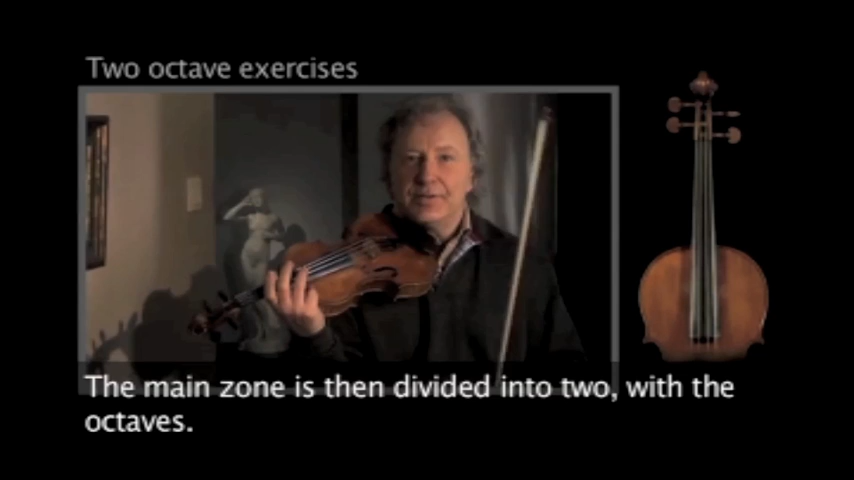 Two octave exercises
The main zone is then divided into two, with the
octaves.